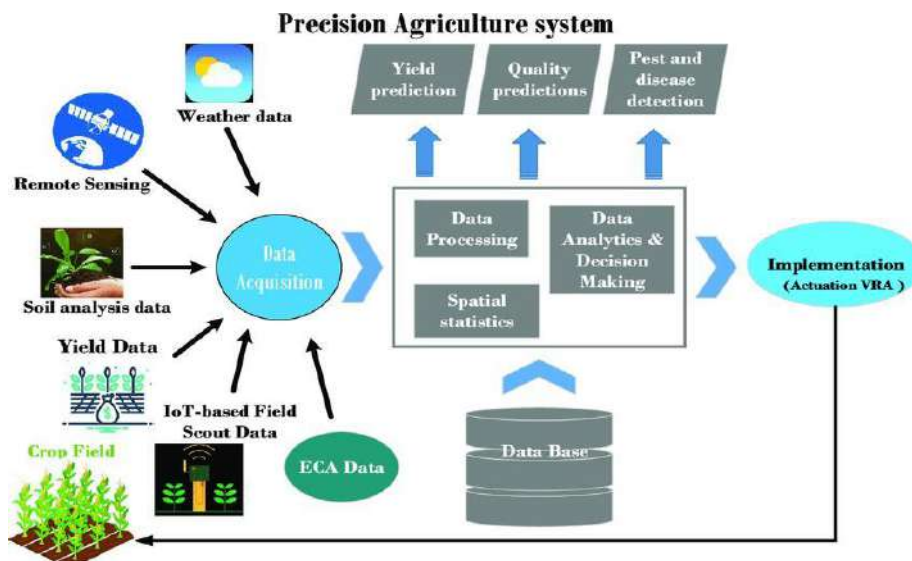 Precision Agriculture system
Weather data
Remote Sensing
Soil analysis data
Yield Data
IoT-based Field
Scout Data
ECA Data
Crop Field
Data
Acquisition
Yield
prediction
Quality
predictions
Pest and
disease
detection
Data
Processing
Data
Analytics &
Decision
Making
Spatial
statistics
Data Base
Implementation
(Actuation VRA )